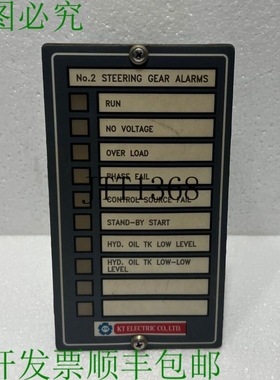 图必究
No.2 STEERING GEAR ALARMS
RUN
NO VOLTAGE
OVER LOAD
PHASE FAIL
JTT1368
CONTROL SOURCE FAIL
STAND-BY START
HYD. OIL TK LOW LEVEL
HYD. OIL TK LOW-LOW
LEVEL
KT ELECTRIC CO., LTD.
开发票顺丰包邮